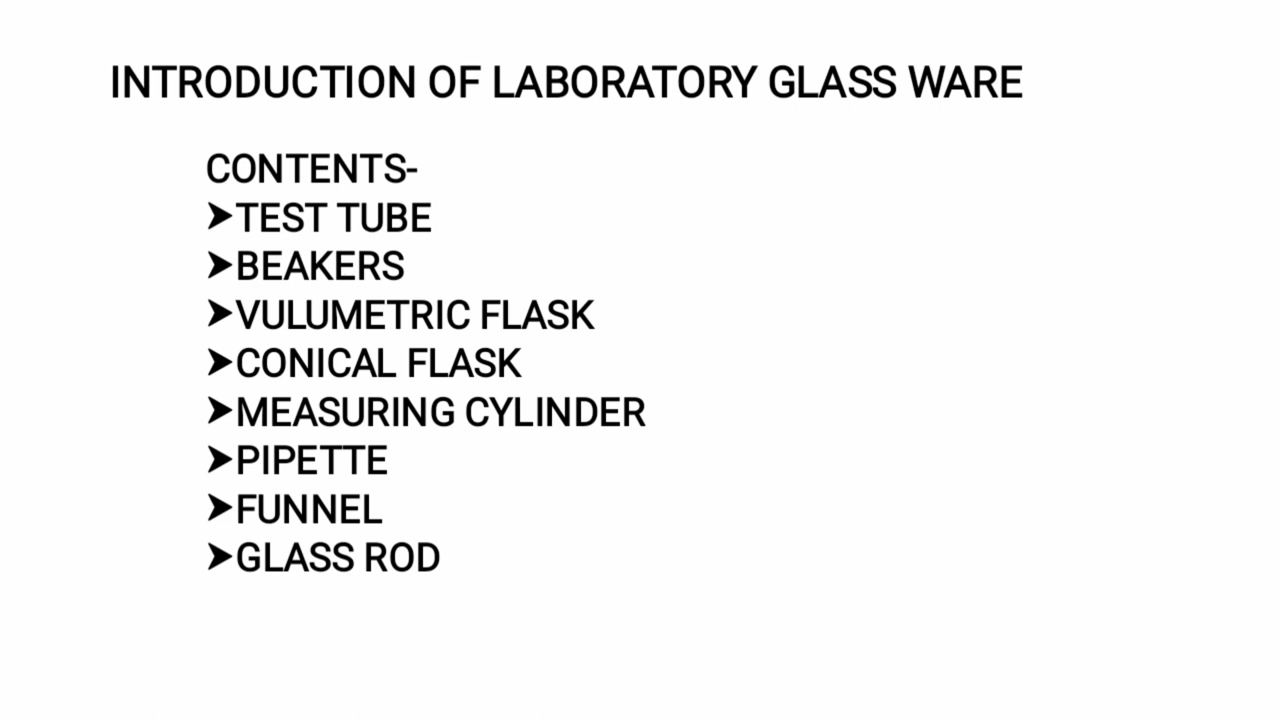 INTRODUCTION OF LABORATORY GLASS WARE
CONTENTS-
➤TEST TUBE
➤BEAKERS
➤VULUMETRIC FLASK
➤CONICAL FLASK
➤MEASURING CYLINDER
➤PIPETTE
➤FUNNEL
➤GLASS ROD